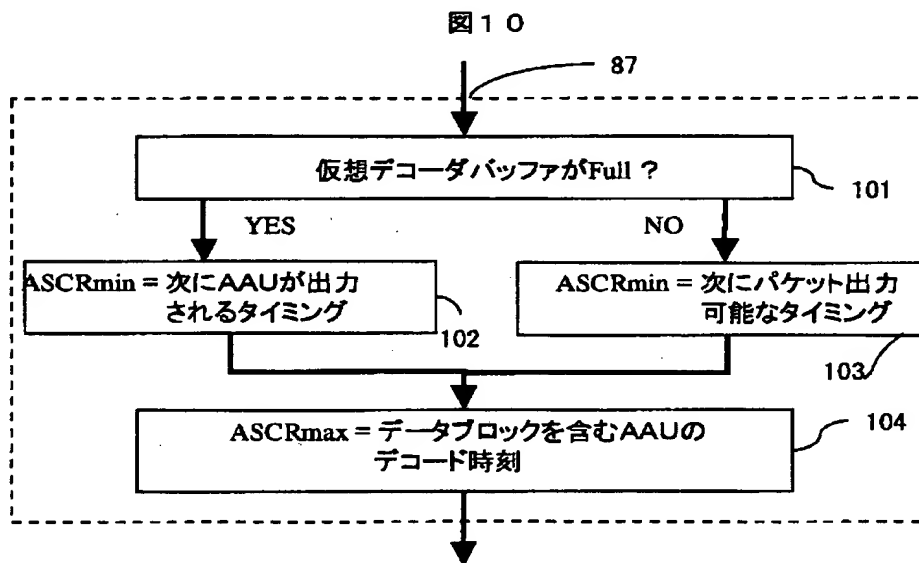 図10
87
仮想デコーダバッファがFull？
101
YES
NO
ASCRmin = 次にAAUが出力
されるタイミング
102
ASCRmin = 次にパケット出力
可能なタイミング
103
ASCRmax = データブロックを含むAAUの
デコード時刻
104